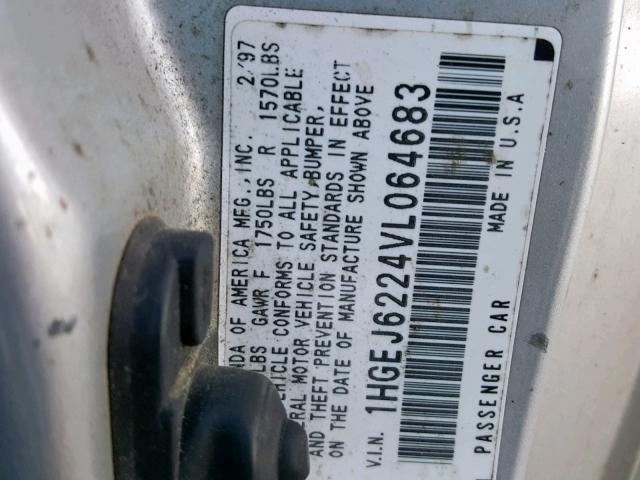 NDA OF AMERICA MFG., INC. 2/97
LBS GAWR F 1750LBS R 1570LBS
EHICLE CONFORMS TO ALL APPLICABLE
ERAL MOTOR VEHICLE SAFETY, BUMPER,
AND THEFT PREVENTION STANDARDS IN EFFECT
ON THE DATE OF MANUFACTURE SHOWN ABOVE
V.I.N. 1HGEJ6224VL064683
PASSENGER CAR MADE IN U.S.A